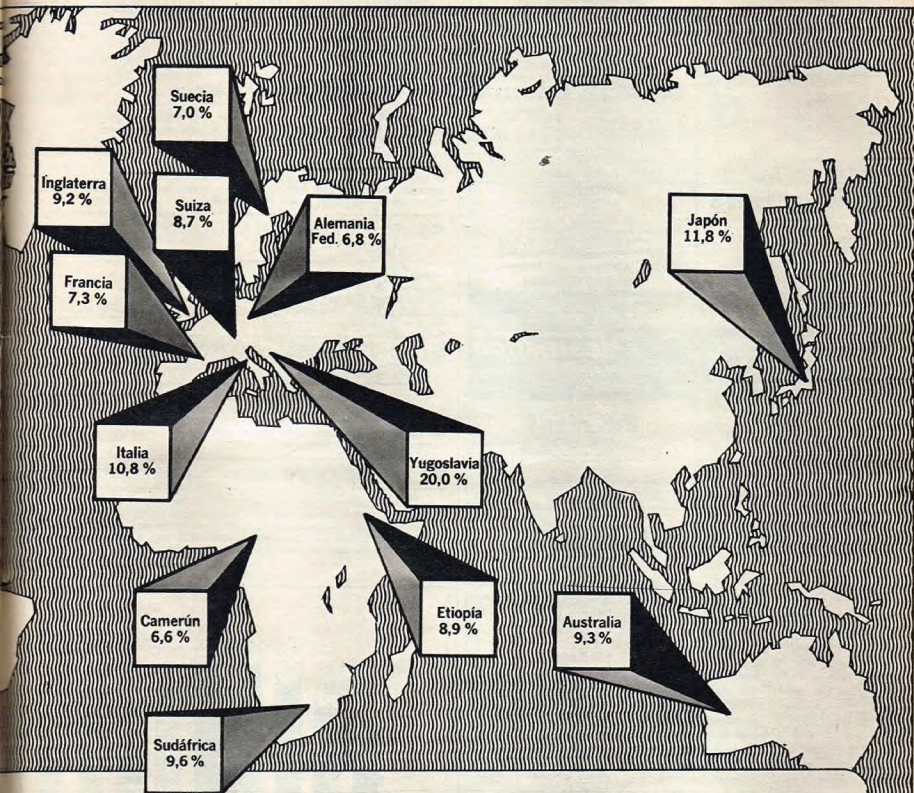 Suecia
7,0 %
Inglaterra
9,2 %
Suiza
8,7 %
Alemania
Fed. 6,8 %
Japón
11,8 %
Francia
7,3 %
Italia
10,8 %
Yugoslavia
20,0 %
Camerún
6,6 %
Etiopía
8,9 %
Australia
9,3 %
Sudáfrica
9,6 %